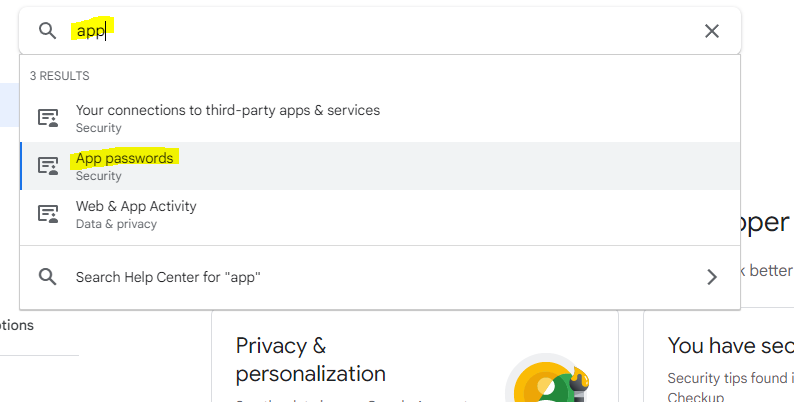 app
3 RESULTS
Your connections to third-party apps & services
Security
App passwords
Security
Web & App Activity
Data & privacy
Search Help Center for "app"
Privacy &
personalization
You have sec
Security tips found i
Checkup
k better